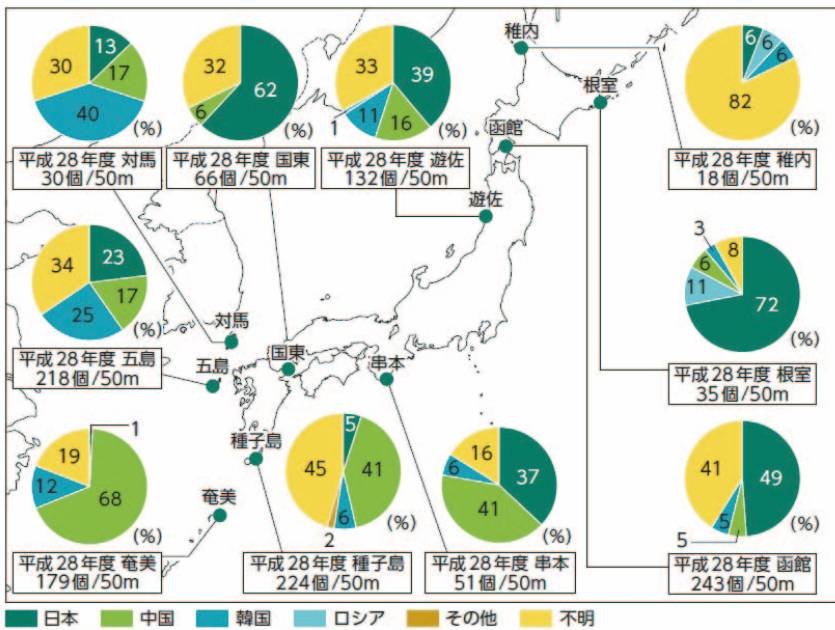 13
17
40
30
(%)
平成28年度 対馬
30個/50m
62
6
32
(%)
平成28年度 国東
66個/50m
39
16
11
1
33
(%)
平成28年度 遊佐
132個/50m
稚内
根室
函館
遊佐
6
6
6
82
(%)
平成28年度 稚内
18個/50m
23
17
25
34
(%)
平成28年度 五島
218個/50m
対馬
五島
国東
串本
種子島
奄美
72
11
6
3
8
(%)
平成28年度 根室
35個/50m
1
68
12
19
(%)
平成28年度 奄美
179個/50m
5
41
6
2
45
(%)
平成28年度 種子島
224個/50m
37
41
6
16
(%)
平成28年度 串本
51個/50m
49
5
5
41
(%)
平成28年度 函館
243個/50m
日本 中国 韓国 ロシア その他 不明